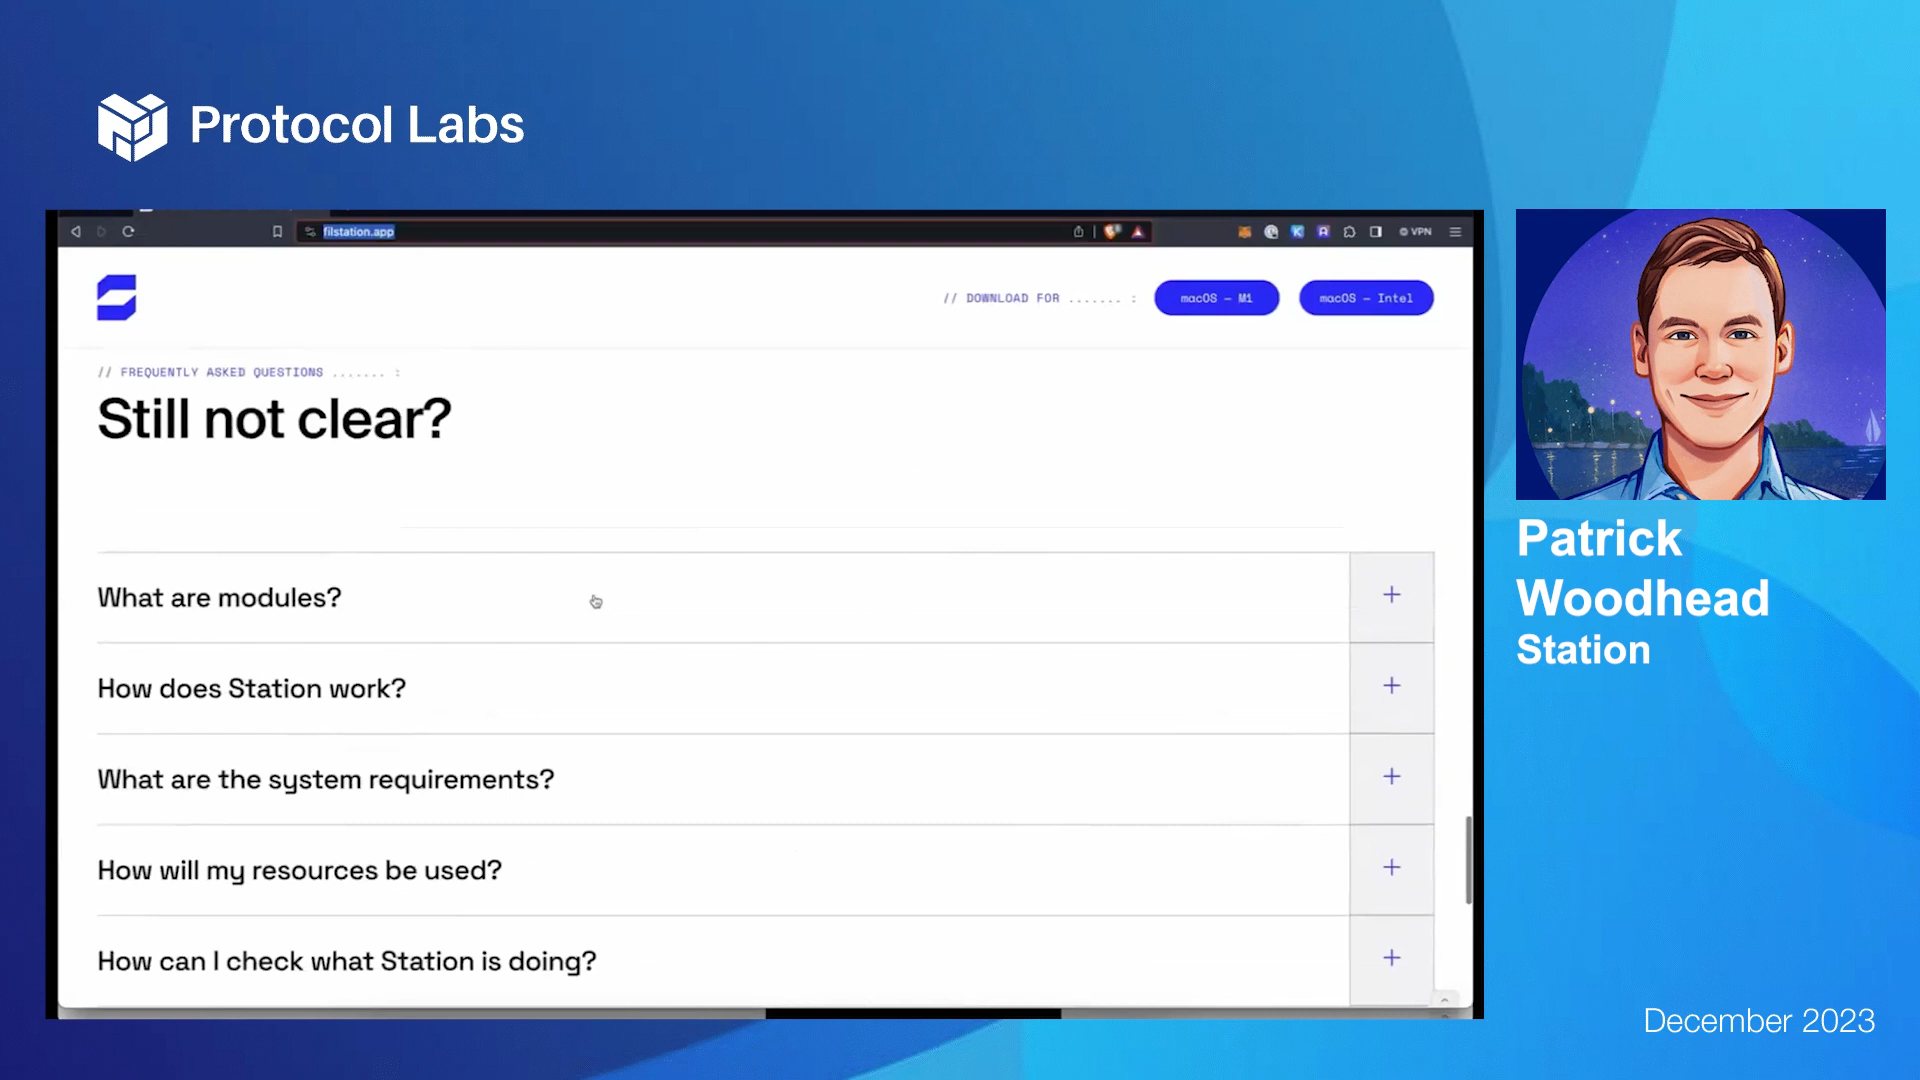 Protocol Labs
filstation.app
VPN
// DOWNLOAD FOR ....... :
macOS – M1
macOS – Intel
// FREQUENTLY ASKED QUESTIONS ....... :
Still not clear?
What are modules?
How does Station work?
What are the system requirements?
How will my resources be used?
How can I check what Station is doing?
Patrick
Woodhead
Station
December 2023